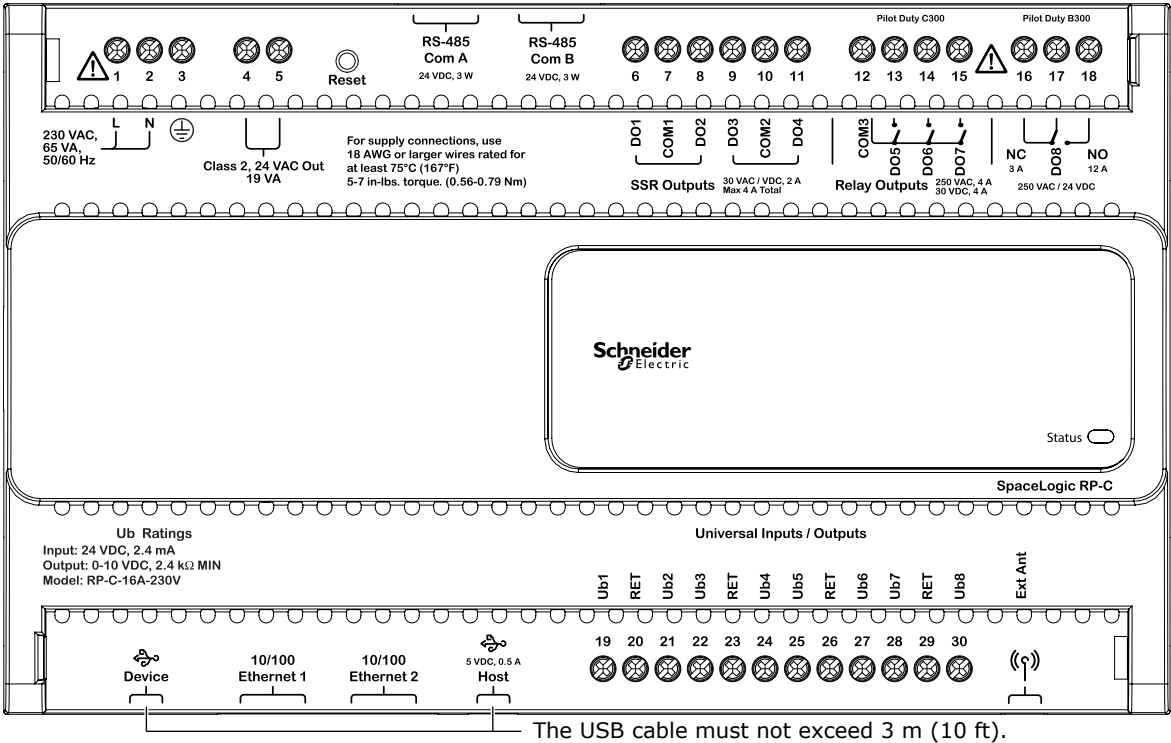 Pilot Duty C300
Pilot Duty B300
RS-485
Com A
24 VDC, 3 W
RS-485
Com B
24 VDC, 3 W
1 2 3 4 5
Reset
6 7 8 9 10 11 12 13 14 15 16 17 18
L N
230 VAC,
65 VA,
50/60 Hz
Class 2, 24 VAC Out
19 VA
For supply connections, use
18 AWG or larger wires rated for
at least 75°C (167°F)
5-7 in-lbs. torque. (0.56-0.79 Nm)
DO1 COM1 DO2 DO3 COM2 DO4
SSR Outputs
30 VAC / VDC, 2 A
Max 4 A Total
COM3 DO5 DO6 DO7
Relay Outputs
250 VAC, 4 A
30 VDC, 4 A
NC
3 A
DO8
NO
12 A
250 VAC / 24 VDC
Schneider
Electric
Status
SpaceLogic RP-C
Ub Ratings
Input: 24 VDC, 2.4 mA
Output: 0-10 VDC, 2.4 kΩ MIN
Model: RP-C-16A-230V
Universal Inputs / Outputs
Ub1 RET Ub2 Ub3 RET Ub4 Ub5 RET Ub6 Ub7 RET Ub8
Ext Ant
19 20 21 22 23 24 25 26 27 28 29 30
Device
10/100
Ethernet 1
10/100
Ethernet 2
5 VDC, 0.5 A
Host
The USB cable must not exceed 3 m (10 ft).